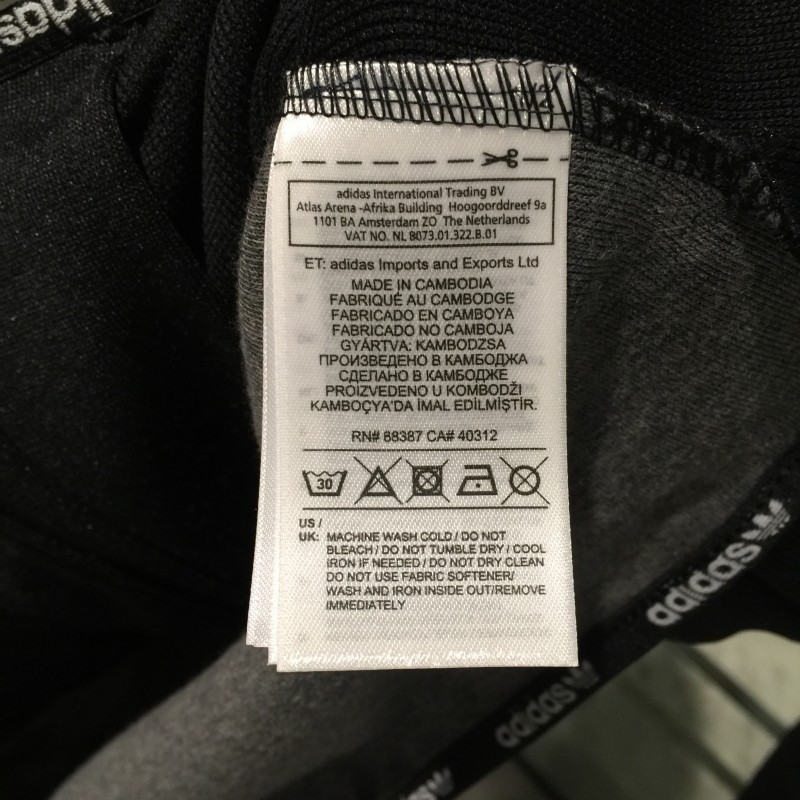 adidas
adidas International Trading BV
Atlas Arena -Afrika Building Hoogoorddreef 9a
1101 BA Amsterdam ZO The Netherlands
VAT NO. NL 8073.01.322.B.01
ET: adidas Imports and Exports Ltd
MADE IN CAMBODIA
FABRIQUÉ AU CAMBODGE
FABRICADO EN CAMBOYA
FABRICADO NO CAMBOJA
GYÁRTVA: KAMBODZSA
ПРОИЗВЕДЕНО В КАМБОДЖА
СДЕЛАНО В КАМБОДЖЕ
PROIZVEDENO U KOMBODŽI
KAMBOÇYA'DA İMAL EDİLMİŞTİR.
RN# 88387 CA# 40312
30
US /
UK: MACHINE WASH COLD / DO NOT
BLEACH / DO NOT TUMBLE DRY / COOL
IRON IF NEEDED / DO NOT DRY CLEAN
DO NOT USE FABRIC SOFTENER/
WASH AND IRON INSIDE OUT/REMOVE
IMMEDIATELY
adidas
adidas
adidas